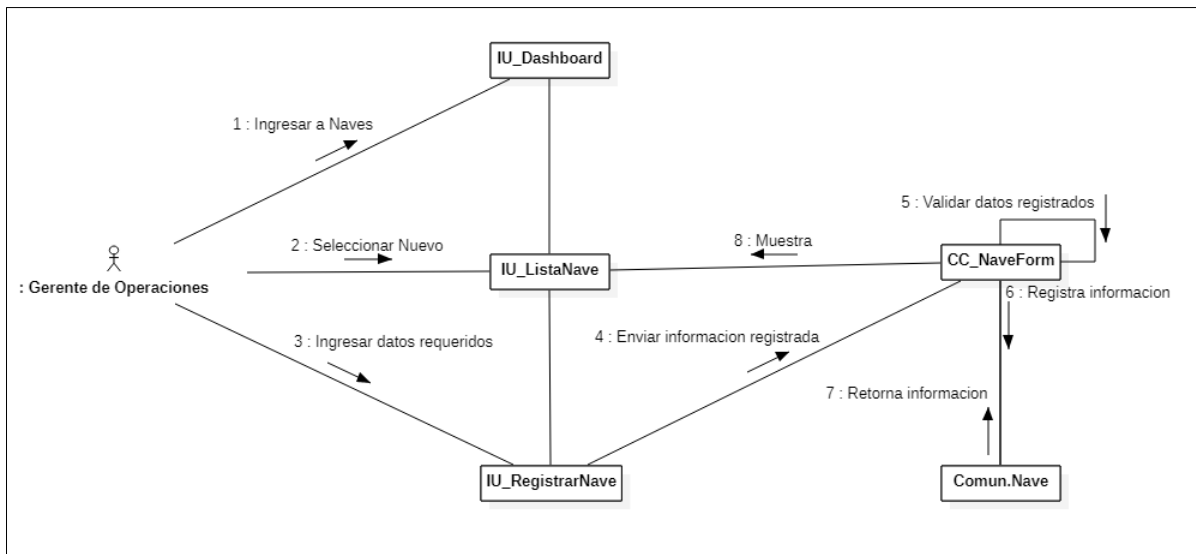 IU_Dashboard
1 : Ingresar a Naves
5 : Validar datos registrados
2 : Seleccionar Nuevo
8 : Muestra
IU_ListaNave
CC_NaveForm
: Gerente de Operaciones
6 : Registra informacion
3 : Ingresar datos requeridos
4 : Enviar informacion registrada
7 : Retorna informacion
IU_RegistrarNave
Comun.Nave